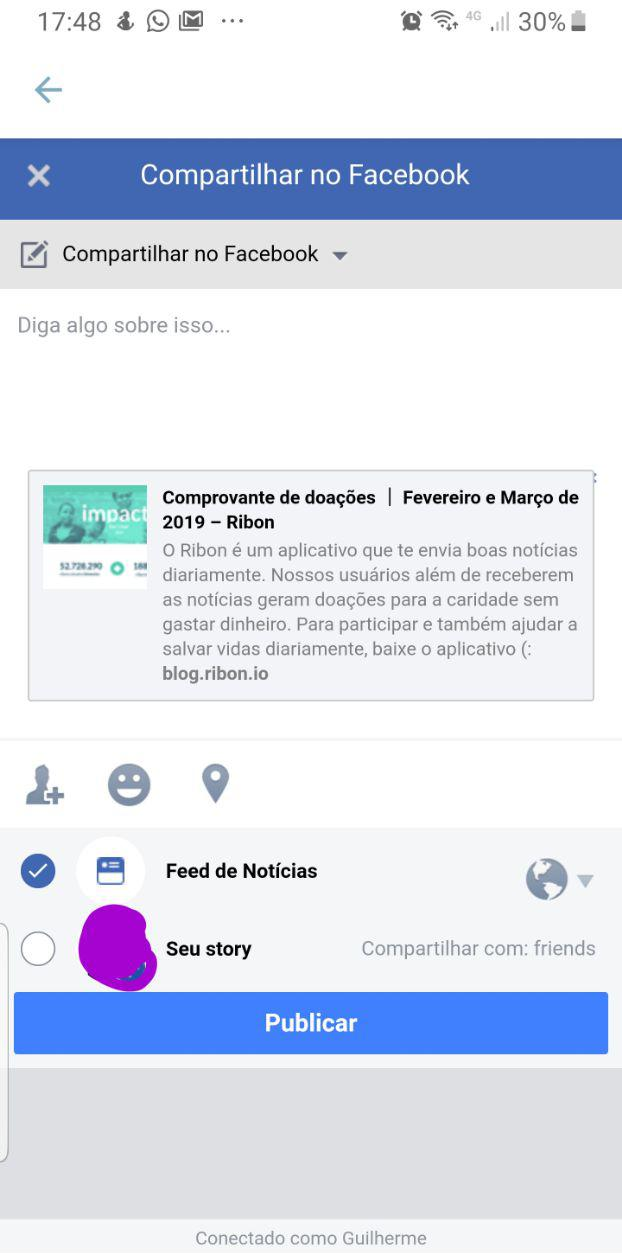 17:48
4G
30%
Compartilhar no Facebook
Compartilhar no Facebook
Diga algo sobre isso...
impact
52.728.290
188
Comprovante de doações | Fevereiro e Março de
2019 – Ribon
O Ribon é um aplicativo que te envia boas notícias
diariamente. Nossos usuários além de receberem
as notícias geram doações para a caridade sem
gastar dinheiro. Para participar e também ajudar a
salvar vidas diariamente, baixe o aplicativo (:
blog.ribon.io
Feed de Notícias
Seu story
Compartilhar com: friends
Publicar
Conectado como Guilherme